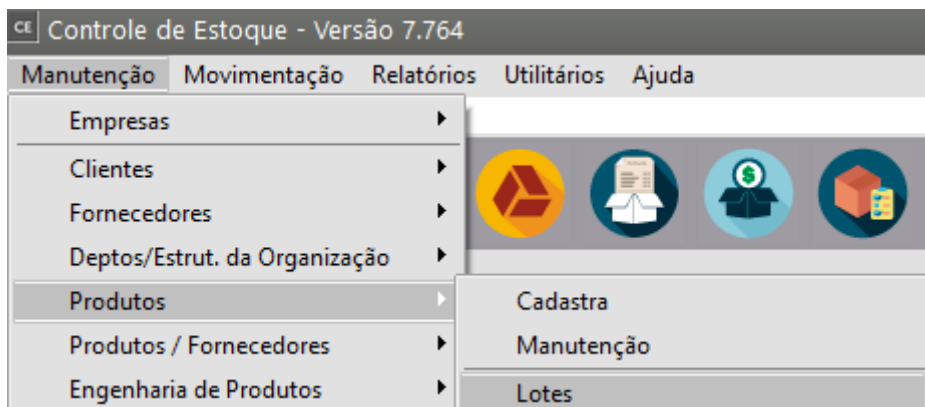 CE Controle de Estoque - Versão 7.764
Manutenção Movimentação Relatórios Utilitários Ajuda
Empresas
Clientes
Fornecedores
Deptos/Estrut. da Organização
Produtos
Produtos / Fornecedores
Engenharia de Produtos
Cadastra
Manutenção
Lotes